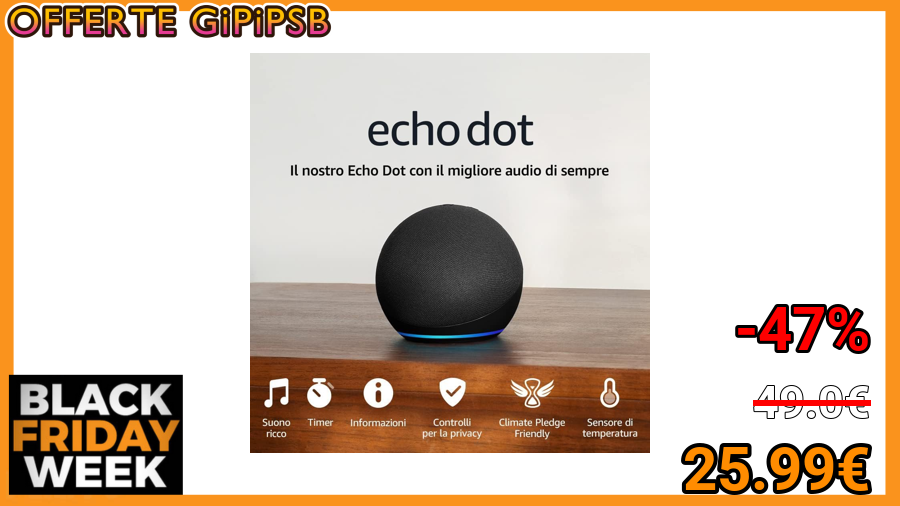 OFFERTE GiPiPSB
echo dot
Il nostro Echo Dot con il migliore audio di sempre
Suono
ricco
Timer
Informazioni
Controlli
per la privacy
Climate Pledge
Friendly
Sensore di
temperatura
-47%
49.0€
25.99€
BLACK
FRIDAY
WEEK